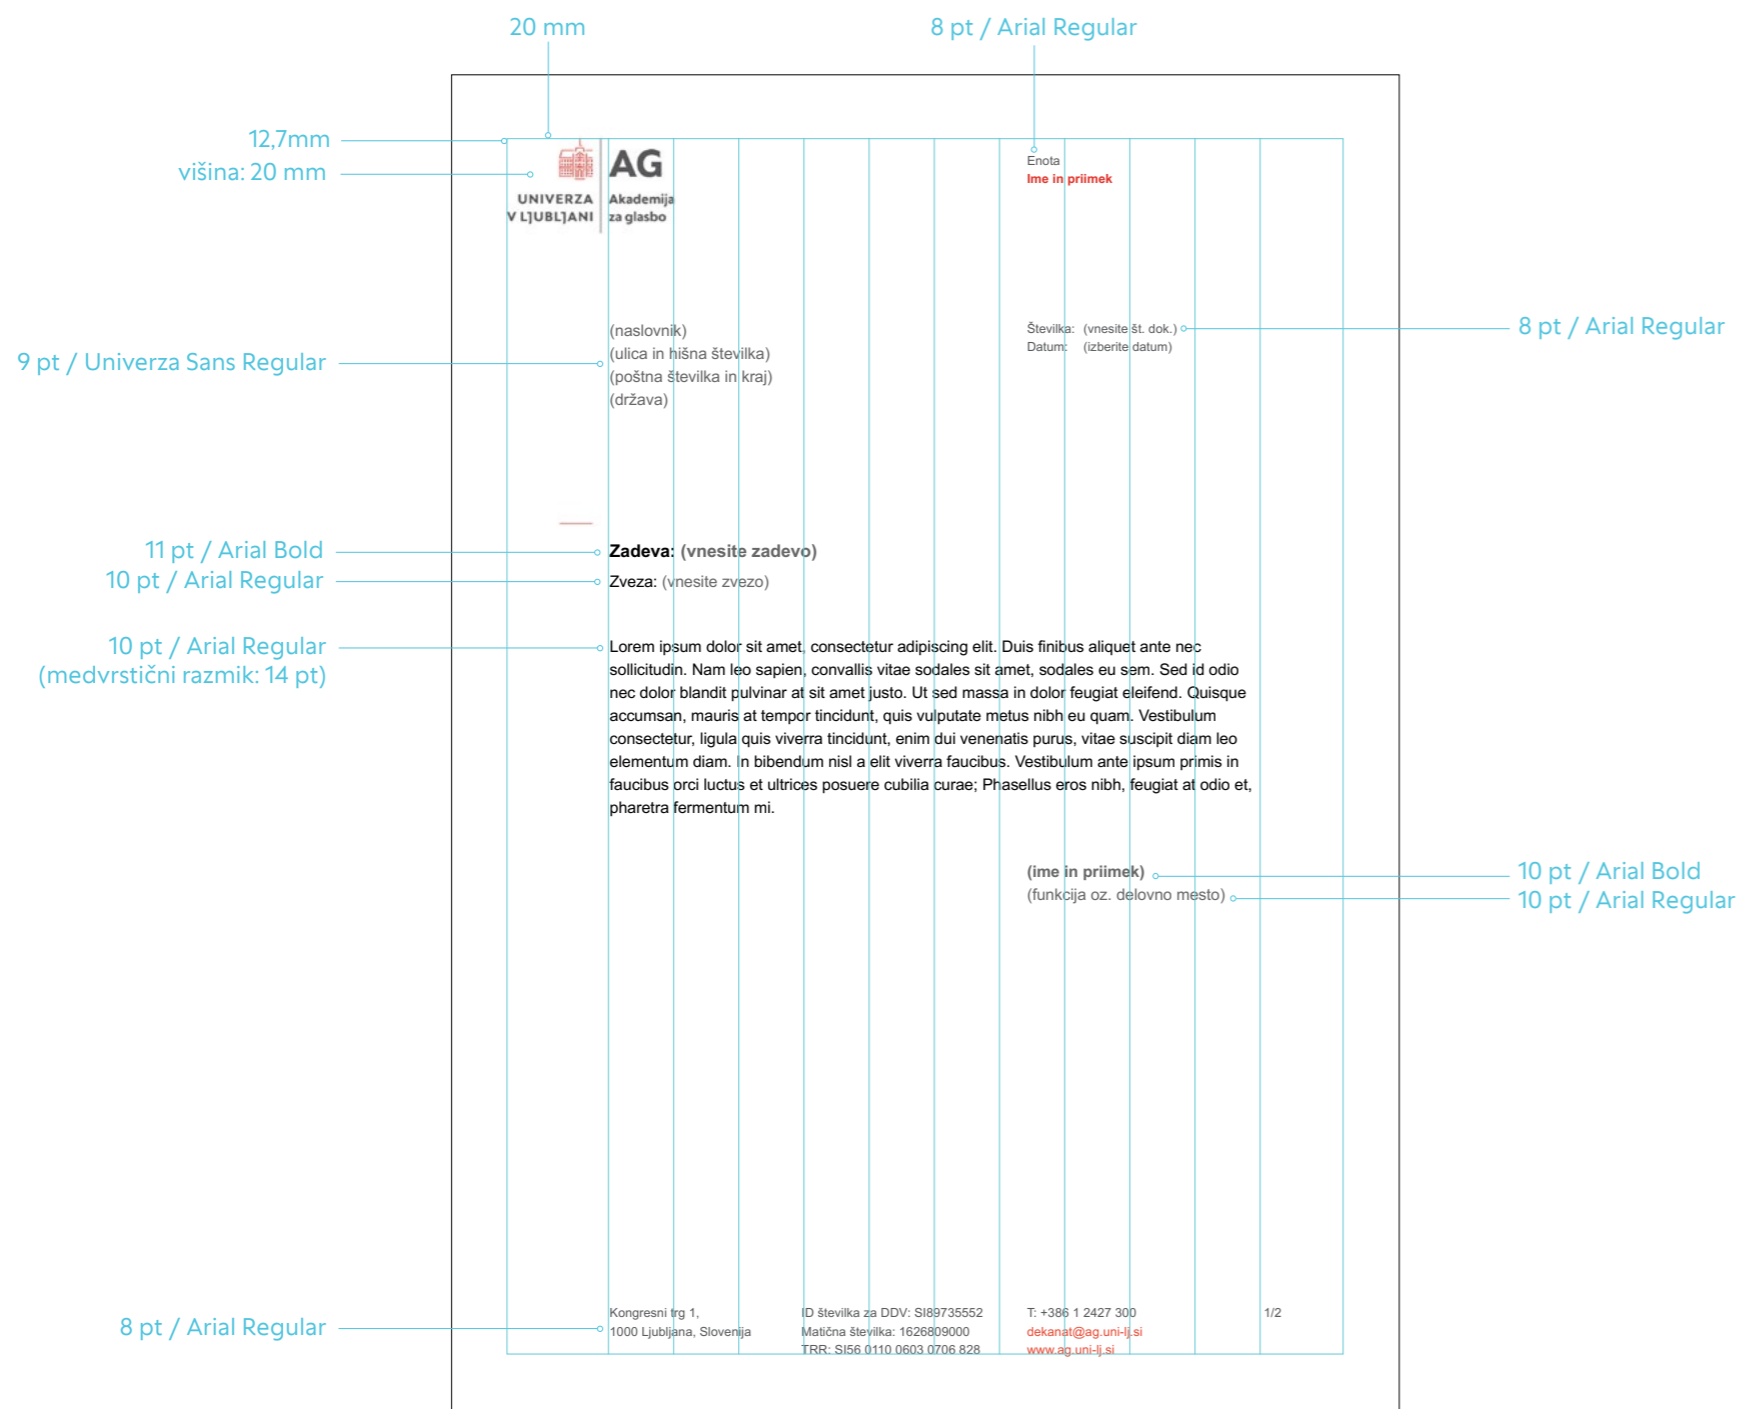 20 mm
8 pt / Arial Regular
12,7mm
višina: 20 mm
AG
UNIVERZA
V LJUBLJANI
Akademija
za glasbo
Enota
Ime in priimek
(naslovnik)
(ulica in hišna številka)
(poštna številka in kraj)
(država)
9 pt / Univerza Sans Regular
Številka: (vnesite št. dok.)
Datum: (izberite datum)
8 pt / Arial Regular
11 pt / Arial Bold
Zadeva: (vnesite zadevo)
10 pt / Arial Regular
Zveza: (vnesite zvezo)
10 pt / Arial Regular
(medvrstični razmik: 14 pt)
Lorem ipsum dolor sit amet, consectetur adipiscing elit. Duis finibus aliquet ante nec
sollicitudin. Nam leo sapien, convallis vitae sodales sit amet, sodales eu sem. Sed id odio
nec dolor blandit pulvinar at sit amet justo. Ut sed massa in dolor feugiat eleifend. Quisque
accumsan, mauris at tempor tincidunt, quis vulputate metus nibh eu quam. Vestibulum
consectetur, ligula quis viverra tincidunt, enim dui venenatis purus, vitae suscipit diam leo
elementum diam. In bibendum nisl a elit viverra faucibus. Vestibulum ante ipsum primis in
faucibus orci luctus et ultrices posuere cubilia curae; Phasellus eros nibh, feugiat at odio et,
pharetra fermentum mi.
(ime in priimek)
(funkcija oz. delovno mesto)
10 pt / Arial Bold
10 pt / Arial Regular
8 pt / Arial Regular
Kongresni trg 1,
1000 Ljubljana, Slovenija
ID številka za DDV: SI89735552
Matična številka: 1626809000
TRR: SI56 0110 0603 0706 828
T: +386 1 2427 300
dekanat@ag.uni-lj.si
www.ag.uni-lj.si
1/2